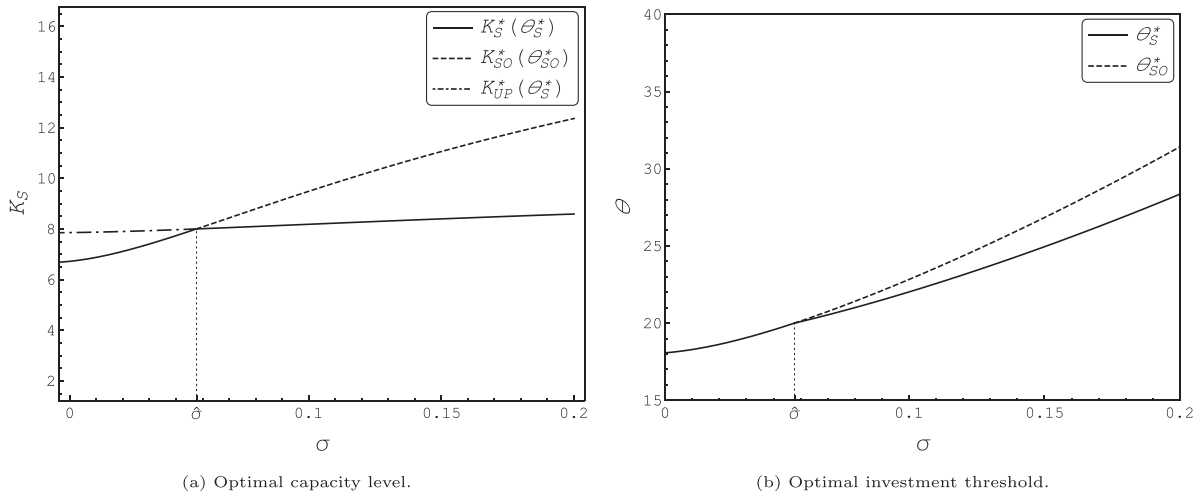 16
14
12
10
8
6
4
2
K_S
K*_S(θ*_S)
K*_SO(θ*_SO)
K*_UP(θ*_S)
0
σ̂
0.1
0.15
0.2
σ
(a) Optimal capacity level.
40
35
30
25
20
15
θ
θ*_S
θ*_SO
0
σ̂
0.1
0.15
0.2
σ
(b) Optimal investment threshold.